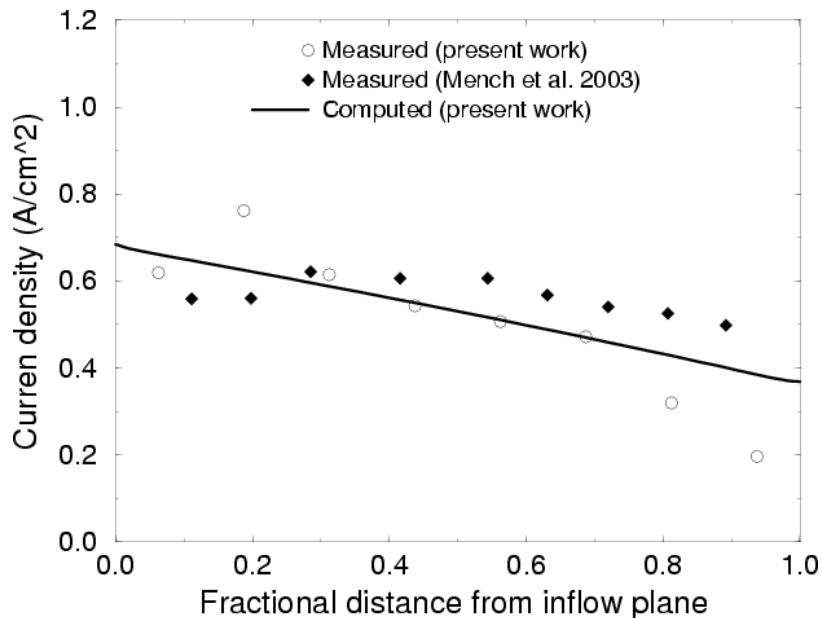 1.2
1.0
0.8
0.6
0.4
0.2
0.0
Curren density (A/cm^2)
Measured (present work)
Measured (Mench et al. 2003)
Computed (present work)
0.0 0.2 0.4 0.6 0.8 1.0
Fractional distance from inflow plane